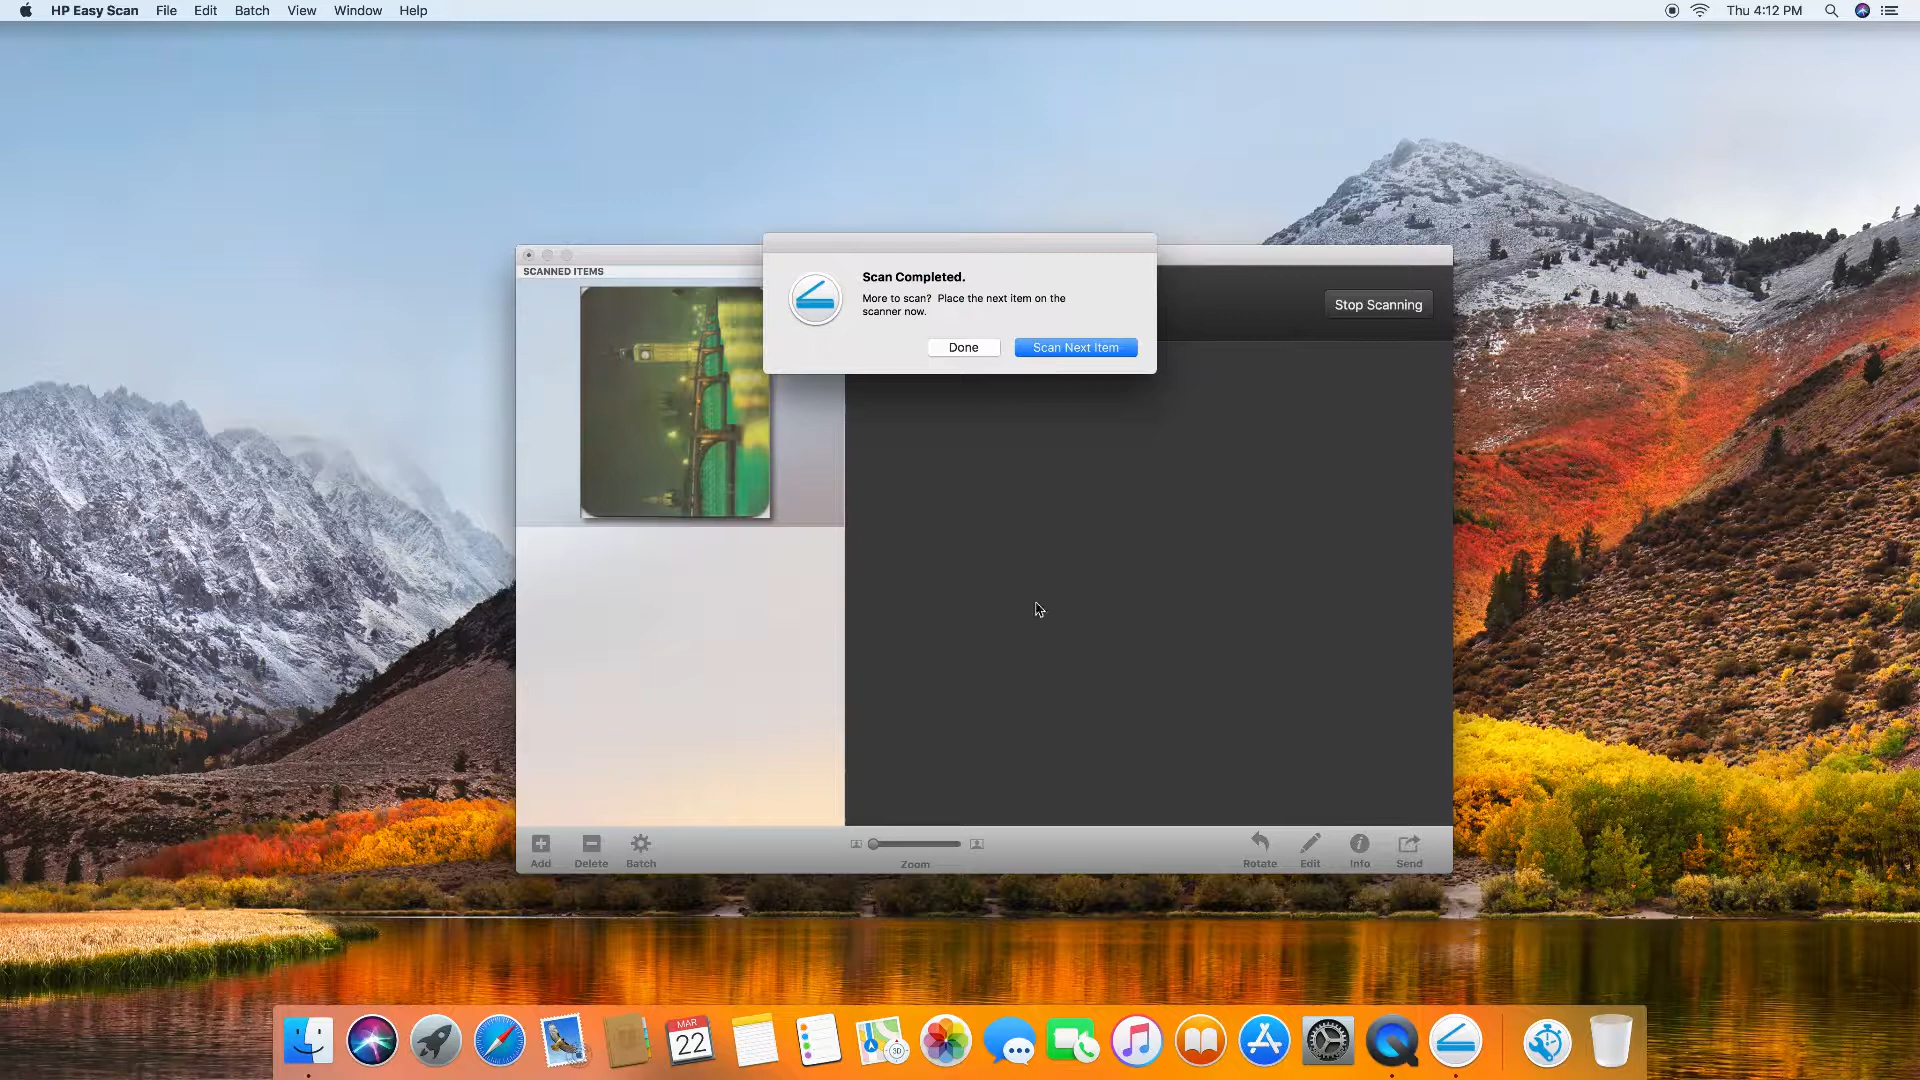 HP Easy Scan File Edit Batch View Window Help Thu 4:12 PM
SCANNED ITEMS
Scan Completed.
More to scan? Place the next item on the
scanner now.
Done Scan Next Item
Stop Scanning
Add Delete Batch Zoom Rotate Edit Info Send
MAR
22
3D